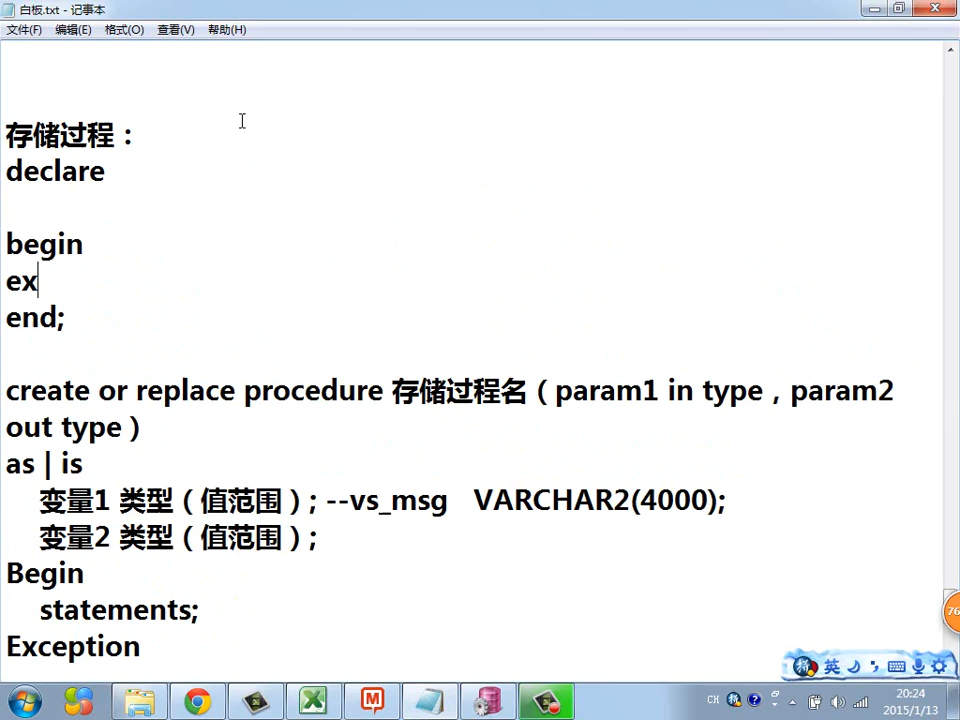 白板.txt - 记事本
文件(F) 编辑(E) 格式(O) 查看(V) 帮助(H)
存储过程：
declare
begin
ex
end;
create or replace procedure 存储过程名（param1 in type，param2
out type）
as | is
变量1 类型（值范围）; --vs_msg VARCHAR2(4000);
变量2 类型（值范围）;
Begin
statements;
Exception
76
英
CH
20:24
2015/1/13